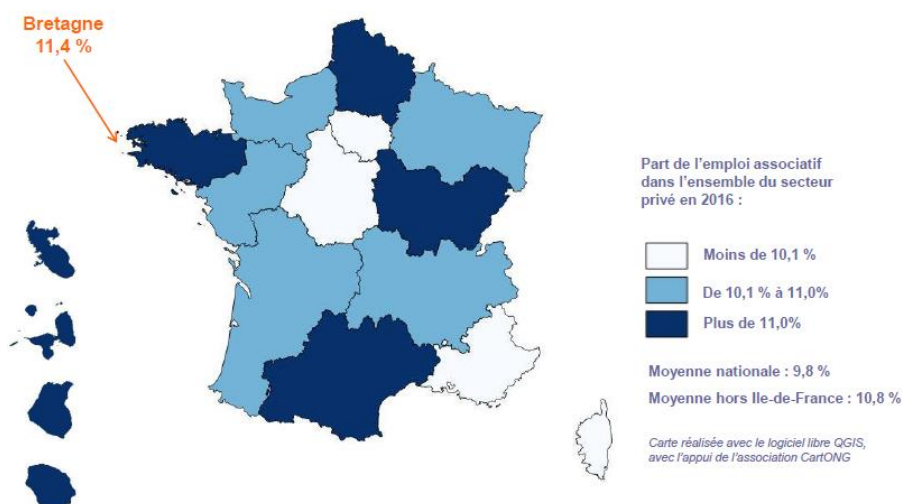 Bretagne
11,4 %
Part de l'emploi associatif
dans l'ensemble du secteur
privé en 2016 :
Moins de 10,1 %
De 10,1 % à 11,0%
Plus de 11,0%
Moyenne nationale : 9,8 %
Moyenne hors Ile-de-France : 10,8 %
Carte réalisée avec le logiciel libre QGIS,
avec l'appui de l'association CartONG